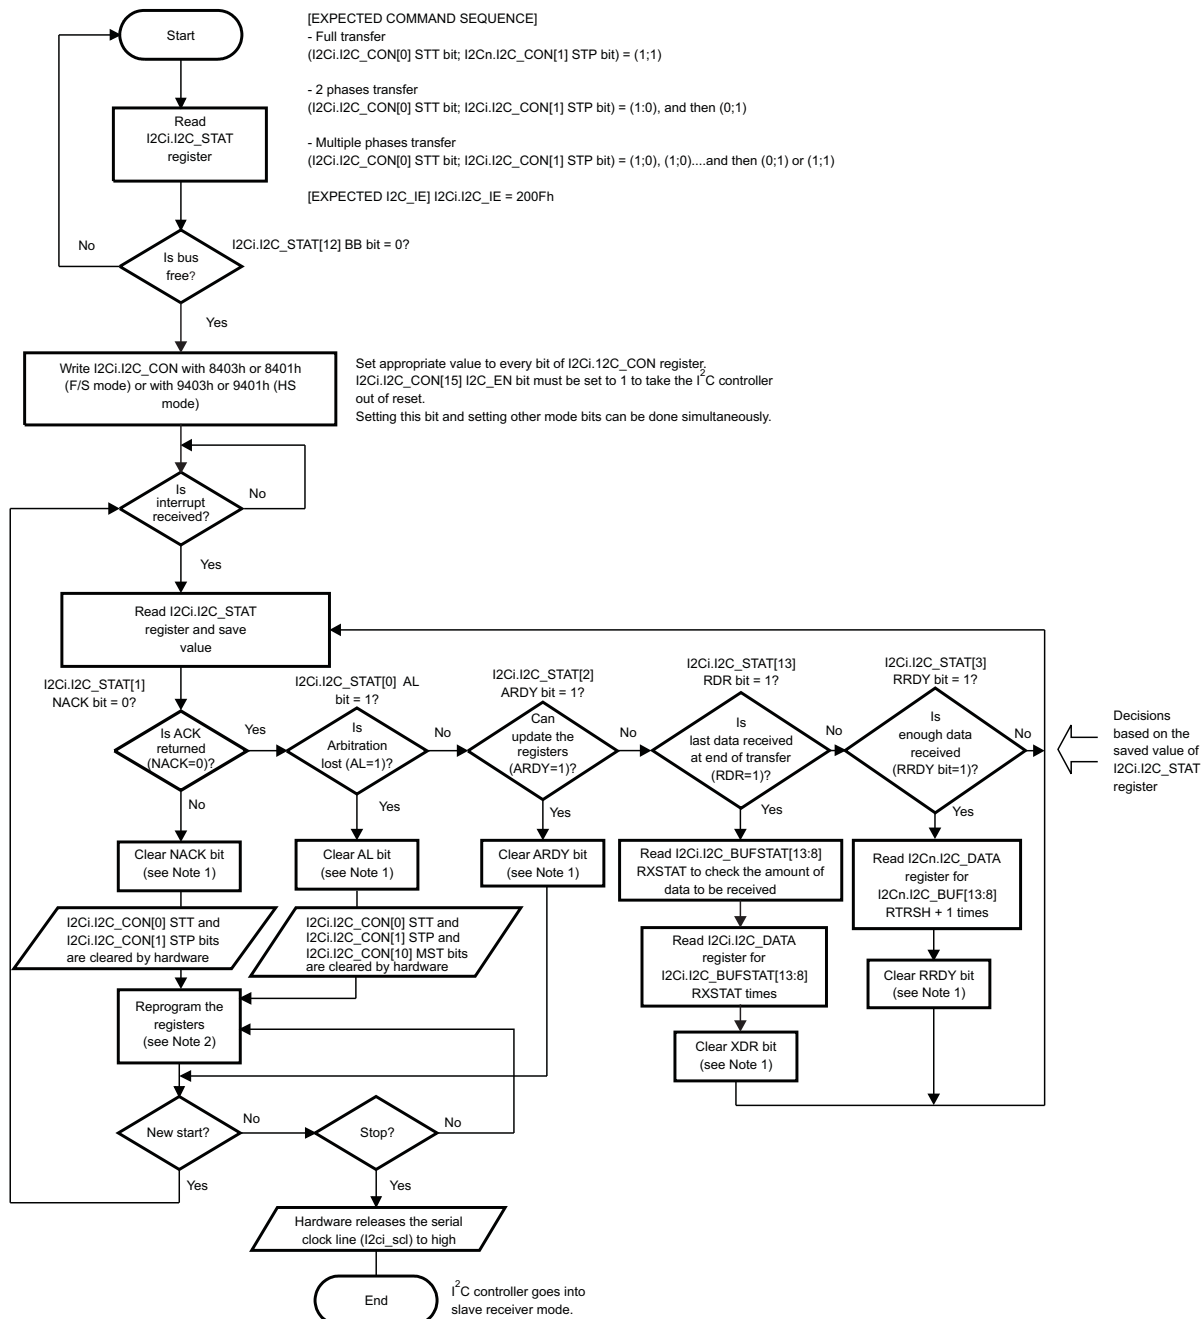 Start
[EXPECTED COMMAND SEQUENCE]
- Full transfer
(I2Ci.I2C_CON[0] STT bit; I2Cn.I2C_CON[1] STP bit) = (1;1)
- 2 phases transfer
(I2Ci.I2C_CON[0] STT bit; I2Ci.I2C_CON[1] STP bit) = (1:0), and then (0;1)
- Multiple phases transfer
(I2Ci.I2C_CON[0] STT bit; I2Ci.I2C_CON[1] STP bit) = (1;0), (1;0)....and then (0;1) or (1;1)
[EXPECTED I2C_IE] I2Ci.I2C_IE = 200Fh
Read
I2Ci.I2C_STAT
register
No
I2Ci.I2C_STAT[12] BB bit = 0?
Is bus
free?
Yes
Write I2Ci.I2C_CON with 8403h or 8401h
(F/S mode) or with 9403h or 9401h (HS
mode)
Set appropriate value to every bit of I2Ci.12C_CON register.
I2Ci.I2C_CON[15] I2C_EN bit must be set to 1 to take the I2C controller
out of reset.
Setting this bit and setting other mode bits can be done simultaneously.
Is
interrupt
received?
No
Yes
Read I2Ci.I2C_STAT
register and save
value
I2Ci.I2C_STAT[1]
NACK bit = 0?
Is ACK
returned
(NACK=0)?
Yes
No
I2Ci.I2C_STAT[0] AL
bit = 1?
Is
Arbitration
lost (AL=1)?
No
Yes
I2Ci.I2C_STAT[2]
ARDY bit = 1?
Can
update the
registers
(ARDY=1)?
No
Yes
I2Ci.I2C_STAT[13]
RDR bit = 1?
Is
last data received
at end of transfer
(RDR=1)?
No
Yes
I2Ci.I2C_STAT[3]
RRDY bit = 1?
Is
enough data
received
(RRDY bit=1)?
No
Yes
Decisions
based on the
saved value of
I2Ci.I2C_STAT
register
Clear NACK bit
(see Note 1)
Clear AL bit
(see Note 1)
Clear ARDY bit
(see Note 1)
Read I2Ci.I2C_BUFSTAT[13:8]
RXSTAT to check the amount of
data to be received
Read I2Cn.I2C_DATA
register for
I2Cn.I2C_BUF[13:8]
RTRSH + 1 times
I2Ci.I2C_CON[0] STT and
I2Ci.I2C_CON[1] STP bits
are cleared by hardware
I2Ci.I2C_CON[0] STT and
I2Ci.I2C_CON[1] STP and
I2Ci.I2C_CON[10] MST bits
are cleared by hardware
Read I2Ci.I2C_DATA
register for
I2Ci.I2C_BUFSTAT[13:8]
RXSTAT times
Clear RRDY bit
(see Note 1)
Reprogram the
registers
(see Note 2)
Clear XDR bit
(see Note 1)
New start?
No
Yes
Stop?
No
Yes
Hardware releases the serial
clock line (I2ci_scl) to high
End
I2C controller goes into
slave receiver mode.